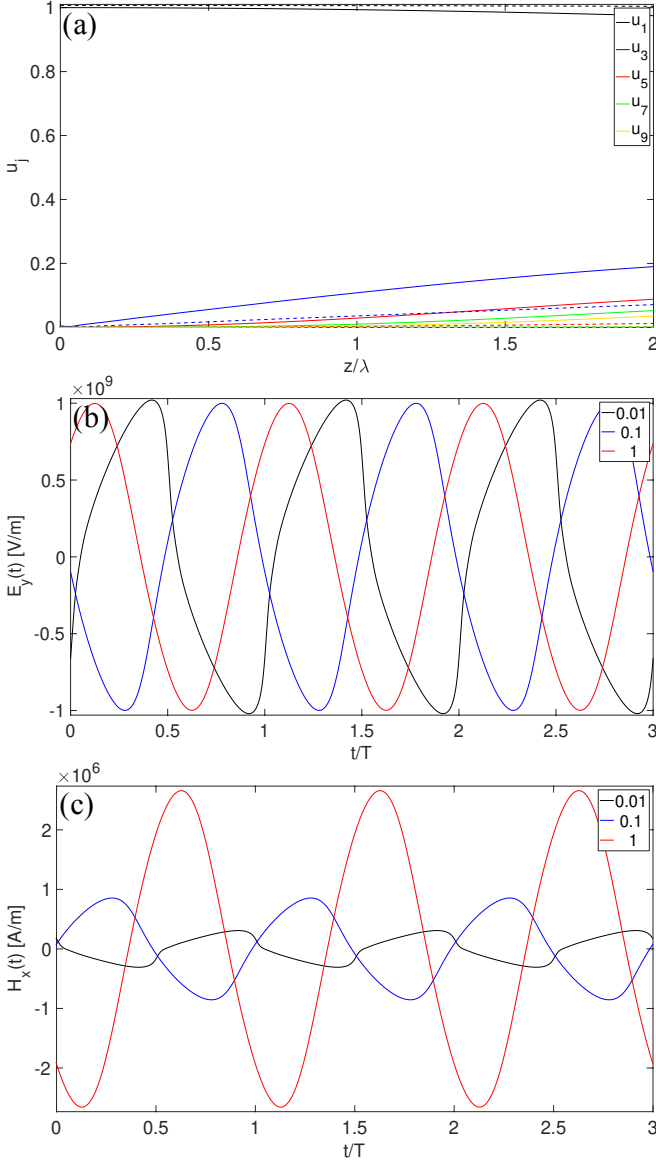 (a)
1
0.8
0.6
0.4
0.2
0
u_j
u_1
u_3
u_5
u_7
u_9
0 0.5 1 1.5 2
z/λ
×10^9
(b)
1
0.5
0
-0.5
-1
E_y(t) [V/m]
0.01
0.1
1
0 0.5 1 1.5 2 2.5 3
t/T
×10^6
(c)
2
1
0
-1
-2
H_x(t) [A/m]
0.01
0.1
1
0 0.5 1 1.5 2 2.5 3
t/T